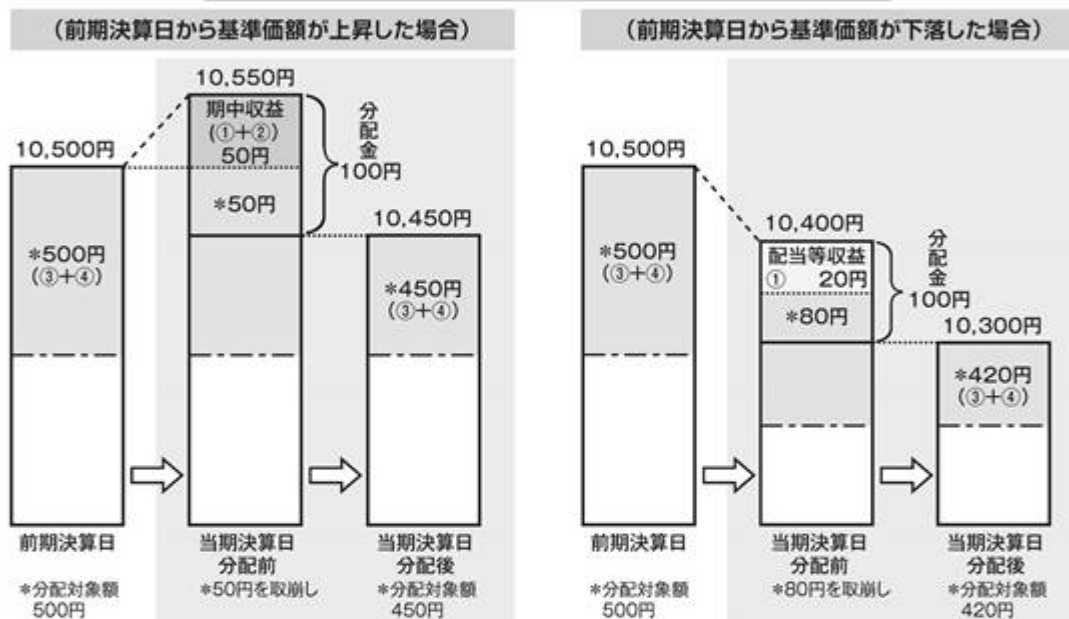 （前期決算日から基準価額が上昇した場合）
10,550円
期中収益
(①＋②)
50円
分配金
100円
10,500円
*50円
10,450円
*500円
(③＋④)
*450円
(③＋④)
前期決算日
当期決算日
分配前
当期決算日
分配後
*分配対象額
500円
*50円を取崩し
*分配対象額
450円
（前期決算日から基準価額が下落した場合）
10,500円
10,400円
配当等収益
① 20円
分配金
100円
*500円
(③＋④)
*80円
10,300円
*420円
(③＋④)
前期決算日
当期決算日
分配前
当期決算日
分配後
*分配対象額
500円
*80円を取崩し
*分配対象額
420円